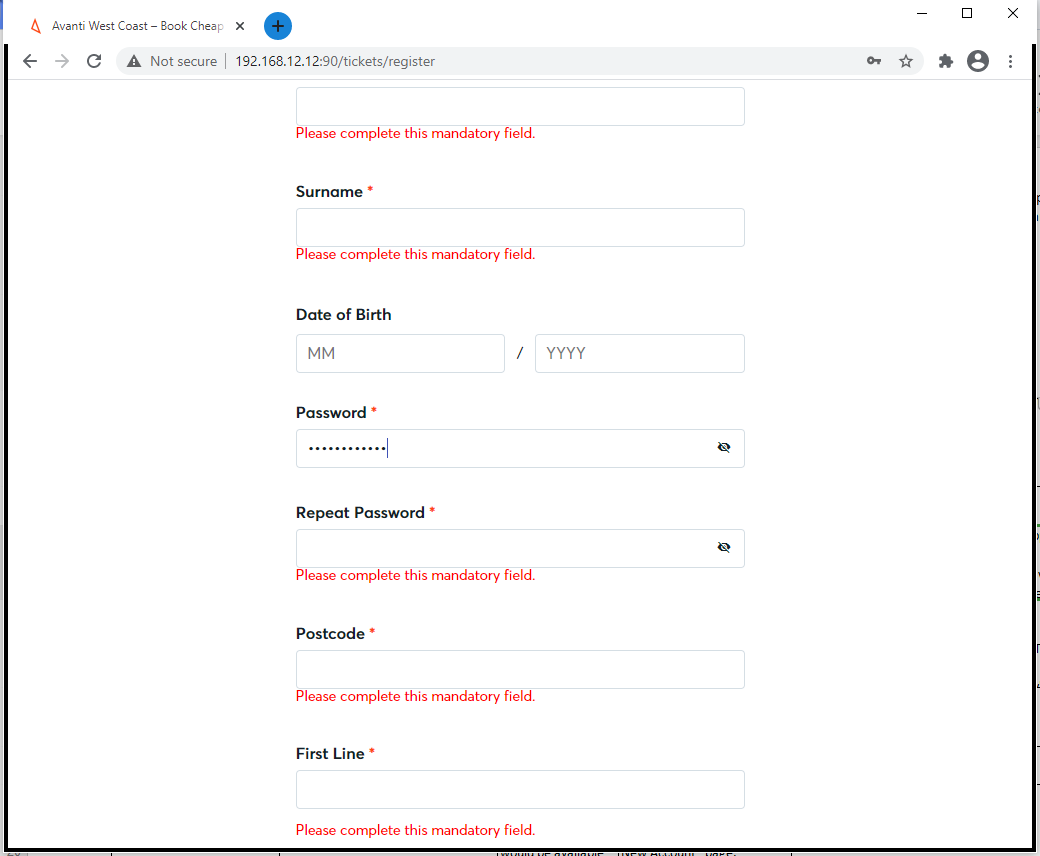 Avanti West Coast – Book Cheap
Not secure
192.168.12.12:90/tickets/register
Please complete this mandatory field.
Surname *
Please complete this mandatory field.
Date of Birth
MM / YYYY
Password *
••••••••••••
Repeat Password *
Please complete this mandatory field.
Postcode *
Please complete this mandatory field.
First Line *
Please complete this mandatory field.